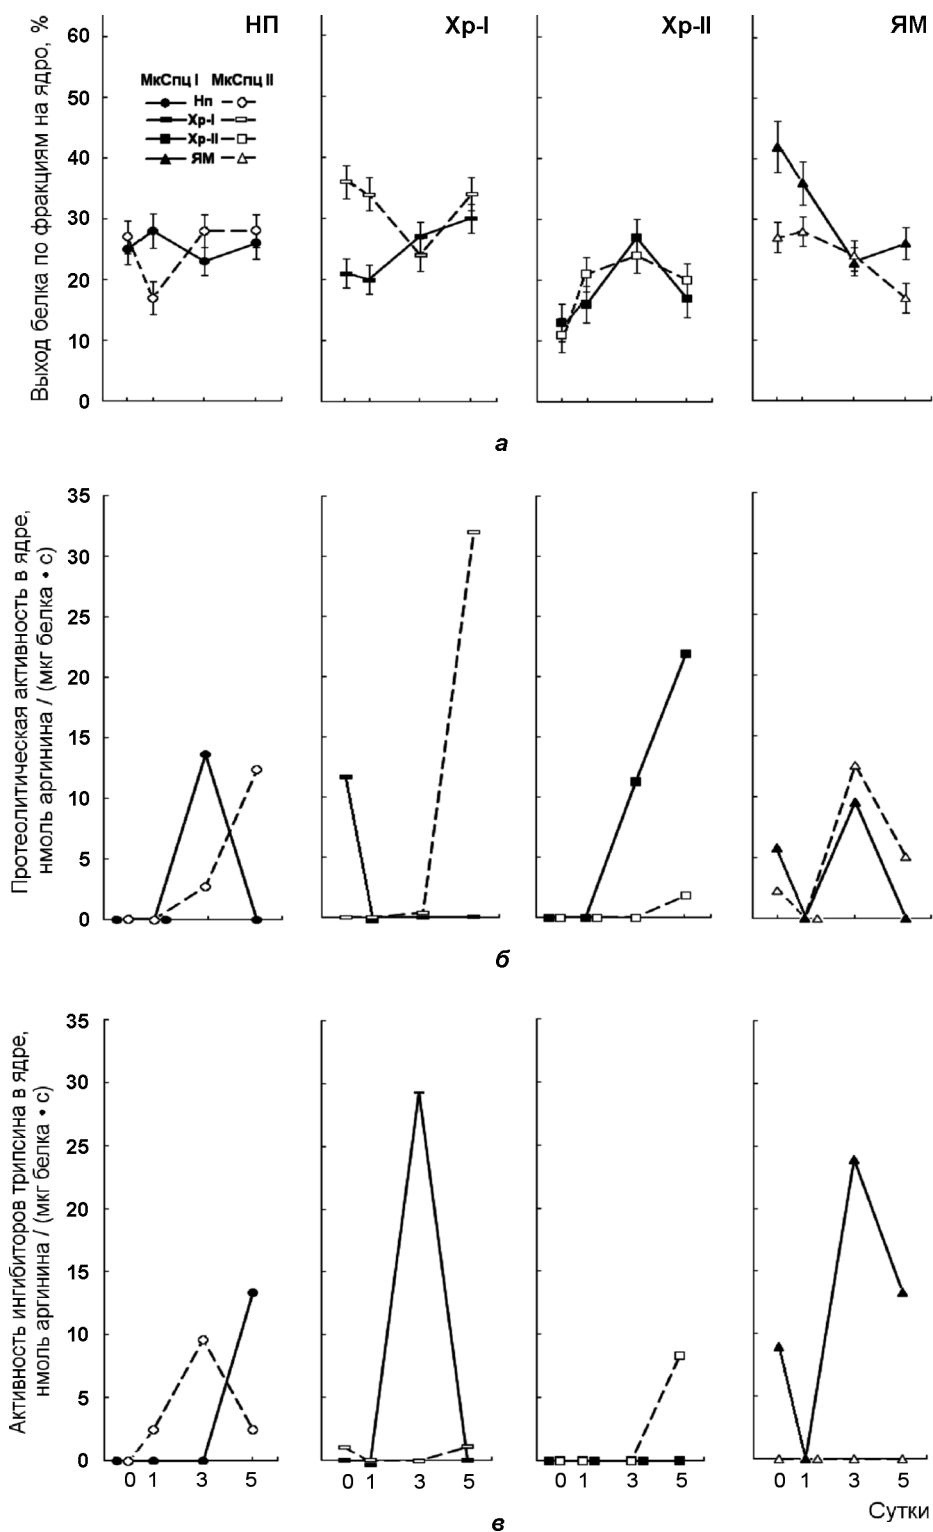 НП Хр-I Хр-II ЯМ
Выход белка по фракциям на ядро, %
60
50
40
30
20
10
0
МкСпц I МкСпц II
Нп
Хр-I
Хр-II
ЯМ
а
Протеолитическая активность в ядре,
нмоль аргинина / (мкг белка • с)
35
30
25
20
15
10
5
0
б
Активность ингибиторов трипсина в ядре,
нмоль аргинина / (мкг белка • с)
35
30
25
20
15
10
5
0
0 1 3 5 0 1 3 5 0 1 3 5 0 1 3 5
Сутки
в